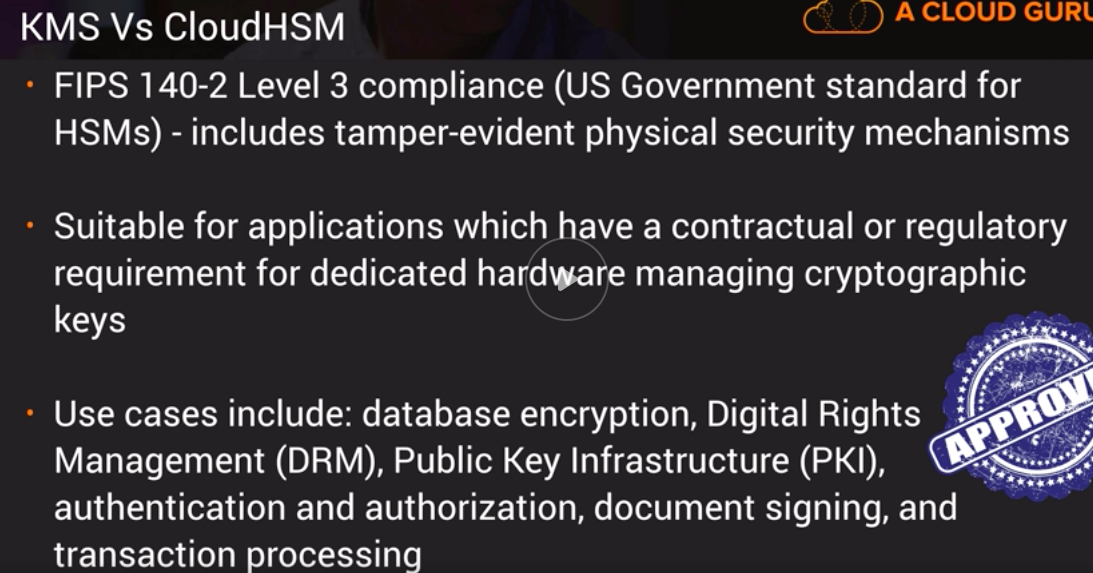 KMS Vs CloudHSM
A CLOUD GURU
• FIPS 140-2 Level 3 compliance (US Government standard for
HSMs) - includes tamper-evident physical security mechanisms
• Suitable for applications which have a contractual or regulatory
requirement for dedicated hardware managing cryptographic
keys
• Use cases include: database encryption, Digital Rights
Management (DRM), Public Key Infrastructure (PKI),
authentication and authorization, document signing, and
transaction processing
APPROV